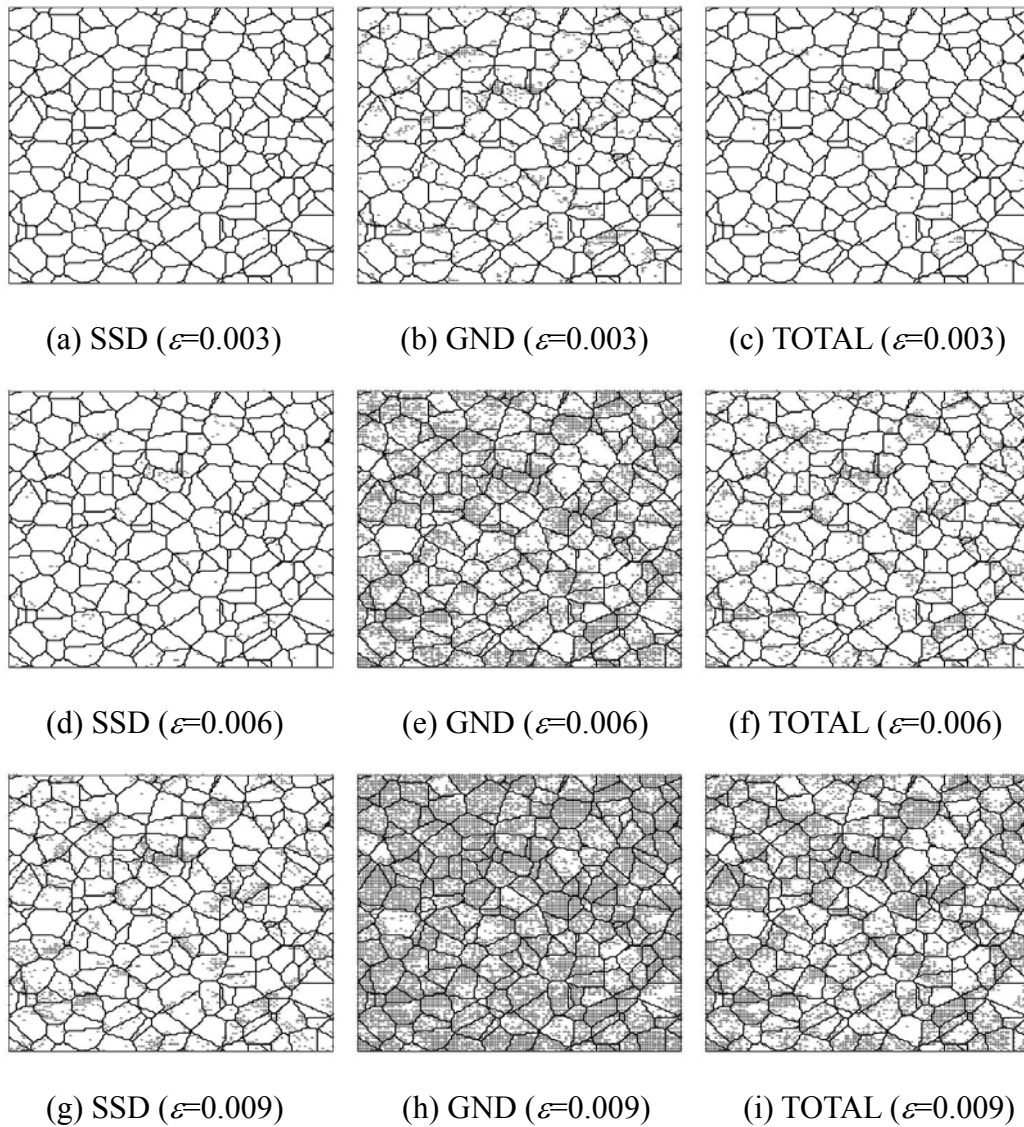 (a) SSD (ε=0.003)
(b) GND (ε=0.003)
(c) TOTAL (ε=0.003)
(d) SSD (ε=0.006)
(e) GND (ε=0.006)
(f) TOTAL (ε=0.006)
(g) SSD (ε=0.009)
(h) GND (ε=0.009)
(i) TOTAL (ε=0.009)